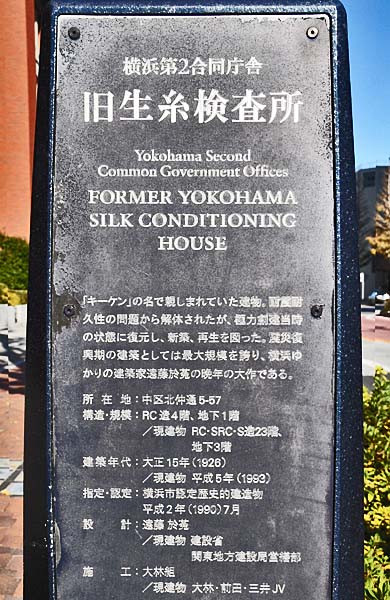 横浜第2合同庁舎
旧生糸検査所
Yokohama Second
Common Government Offices
FORMER YOKOHAMA
SILK CONDITIONING
HOUSE
「キーケン」の名で親しまれていた建物。耐震耐
久性の問題から解体されたが、極力創建当時
の状態に復元し、新築、再生を図った。震災復
興期の建築としては最大規模を誇り、横浜ゆ
かりの建築家遠藤於菟の晩年の大作である。
所在地:中区北仲通5-57
構造・規模:RC造4階、地下1階
/現建物 RC・SRC・S造23階、
地下3階
建築年代:大正15年(1926)
/現建物 平成5年(1993)
指定・認定:横浜市認定歴史的建造物
平成2年(1990)7月
設計:遠藤 於菟
/現建物 建設省
関東地方建設局営繕部
施工:大林組
/現建物 大林・前田・三井JV